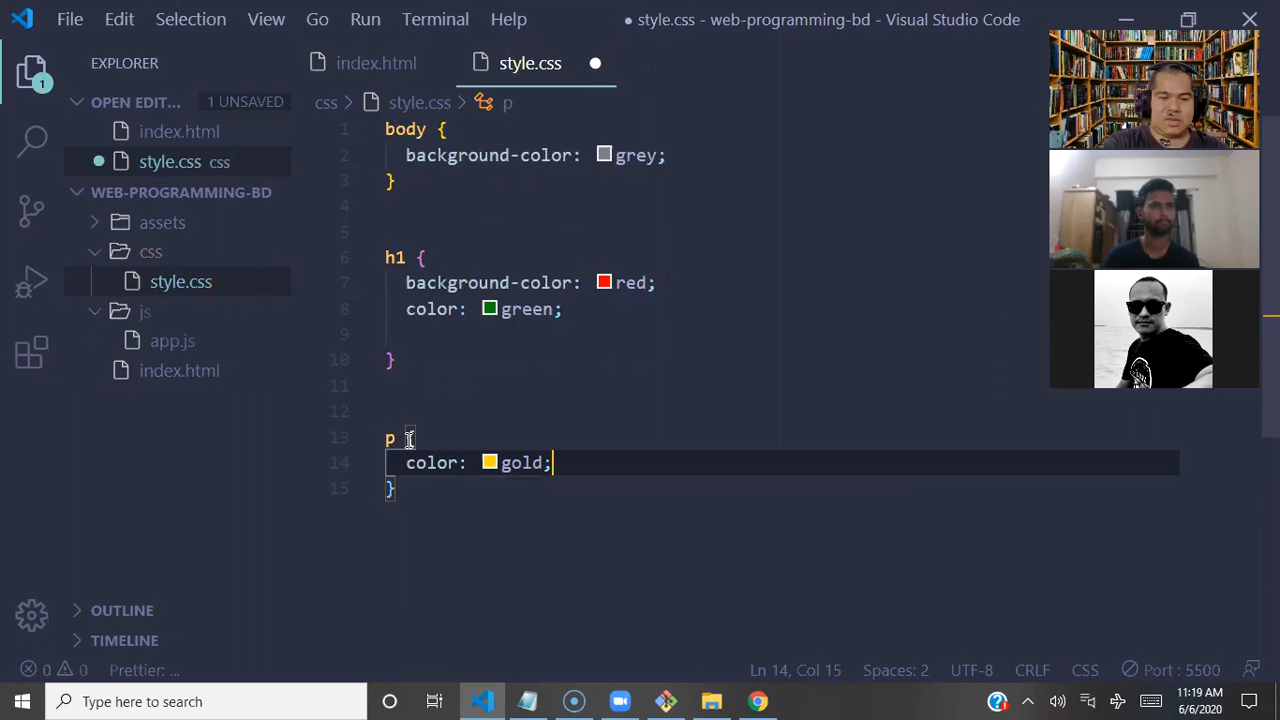 File Edit Selection View Go Run Terminal Help
● style.css - web-programming-bd - Visual Studio Code
EXPLORER
OPEN EDIT... 1 UNSAVED
index.html
style.css css
WEB-PROGRAMMING-BD
assets
css
style.css
js
app.js
index.html
OUTLINE
TIMELINE
1
index.html style.css
css > style.css > p
1 body {
2 background-color: grey;
3 }
4
5
6 h1 {
7 background-color: red;
8 color: green;
9
10 }
11
12
13 p
14 color: gold;
15 }
0 0 Prettier: ...
Ln 14, Col 15 Spaces: 2 UTF-8 CRLF CSS Port : 5500
Type here to search
11:19 AM
6/6/2020